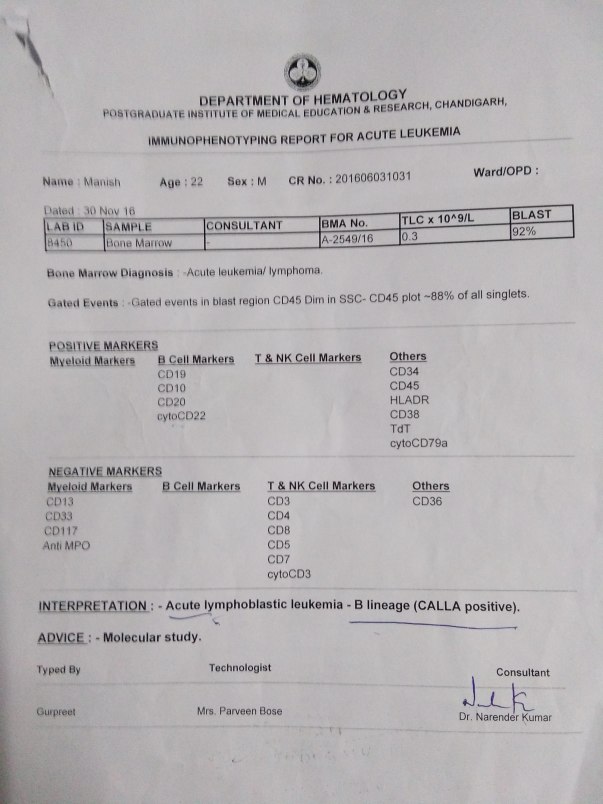 DEPARTMENT OF HEMATOLOGY
POSTGRADUATE INSTITUTE OF MEDICAL EDUCATION & RESEARCH, CHANDIGARH,
IMMUNOPHENOTYPING REPORT FOR ACUTE LEUKEMIA
Name : Manish Age : 22 Sex : M CR No. : 201606031031 Ward/OPD :
Dated : 30 Nov 16
LAB ID SAMPLE CONSULTANT BMA No. TLC x 10^9/L BLAST
8450 Bone Marrow - A-2549/16 0.3 92%
Bone Marrow Diagnosis : -Acute leukemia/ lymphoma.
Gated Events : -Gated events in blast region CD45 Dim in SSC- CD45 plot ~88% of all singlets.
POSITIVE MARKERS
Myeloid Markers B Cell Markers T & NK Cell Markers Others
CD19 CD34
CD10 CD45
CD20 HLADR
cytoCD22 CD38
TdT
cytoCD79a
NEGATIVE MARKERS
Myeloid Markers B Cell Markers T & NK Cell Markers Others
CD13 CD3 CD36
CD33 CD4
CD117 CD8
Anti MPO CD5
CD7
cytoCD3
INTERPRETATION : - Acute lymphoblastic leukemia - B lineage (CALLA positive).
ADVICE : - Molecular study.
Typed By Technologist Consultant
Gurpreet Mrs. Parveen Bose Dr. Narender Kumar